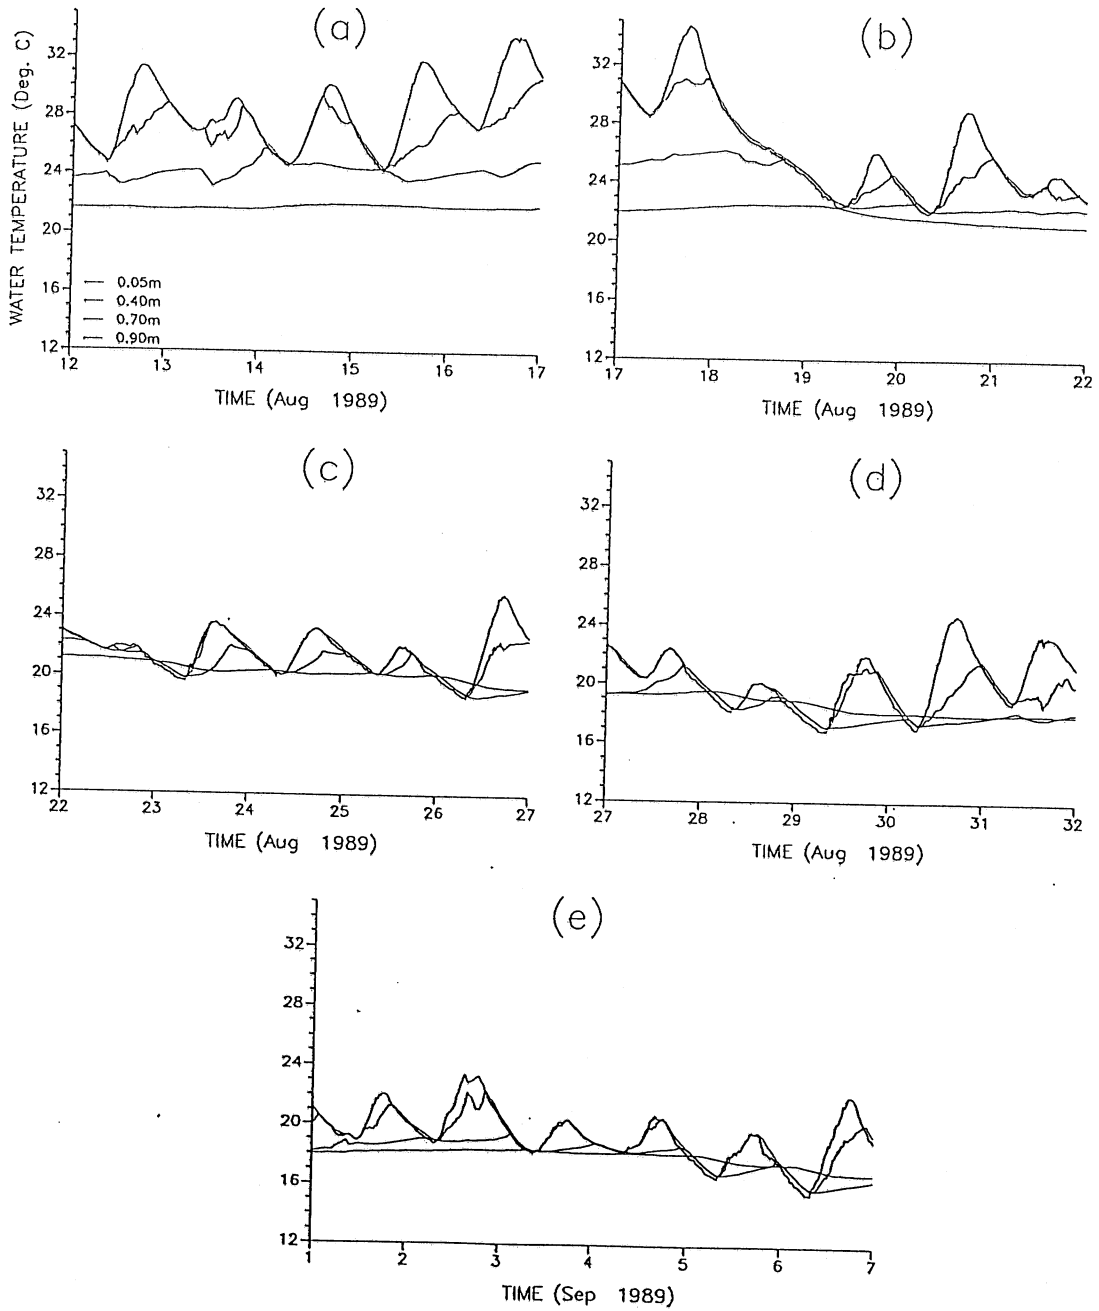 (a)
WATER TEMPERATURE (Deg. C)
32
28
24
20
16
12
0.05m
0.40m
0.70m
0.90m
12 13 14 15 16 17
TIME (Aug 1989)
(b)
32
28
24
20
16
12
17 18 19 20 21 22
TIME (Aug 1989)
(c)
32
28
24
20
16
12
22 23 24 25 26 27
TIME (Aug 1989)
(d)
32
28
24
20
16
12
27 28 29 30 31 32
TIME (Aug 1989)
(e)
32
28
24
20
16
12
1 2 3 4 5 6 7
TIME (Sep 1989)